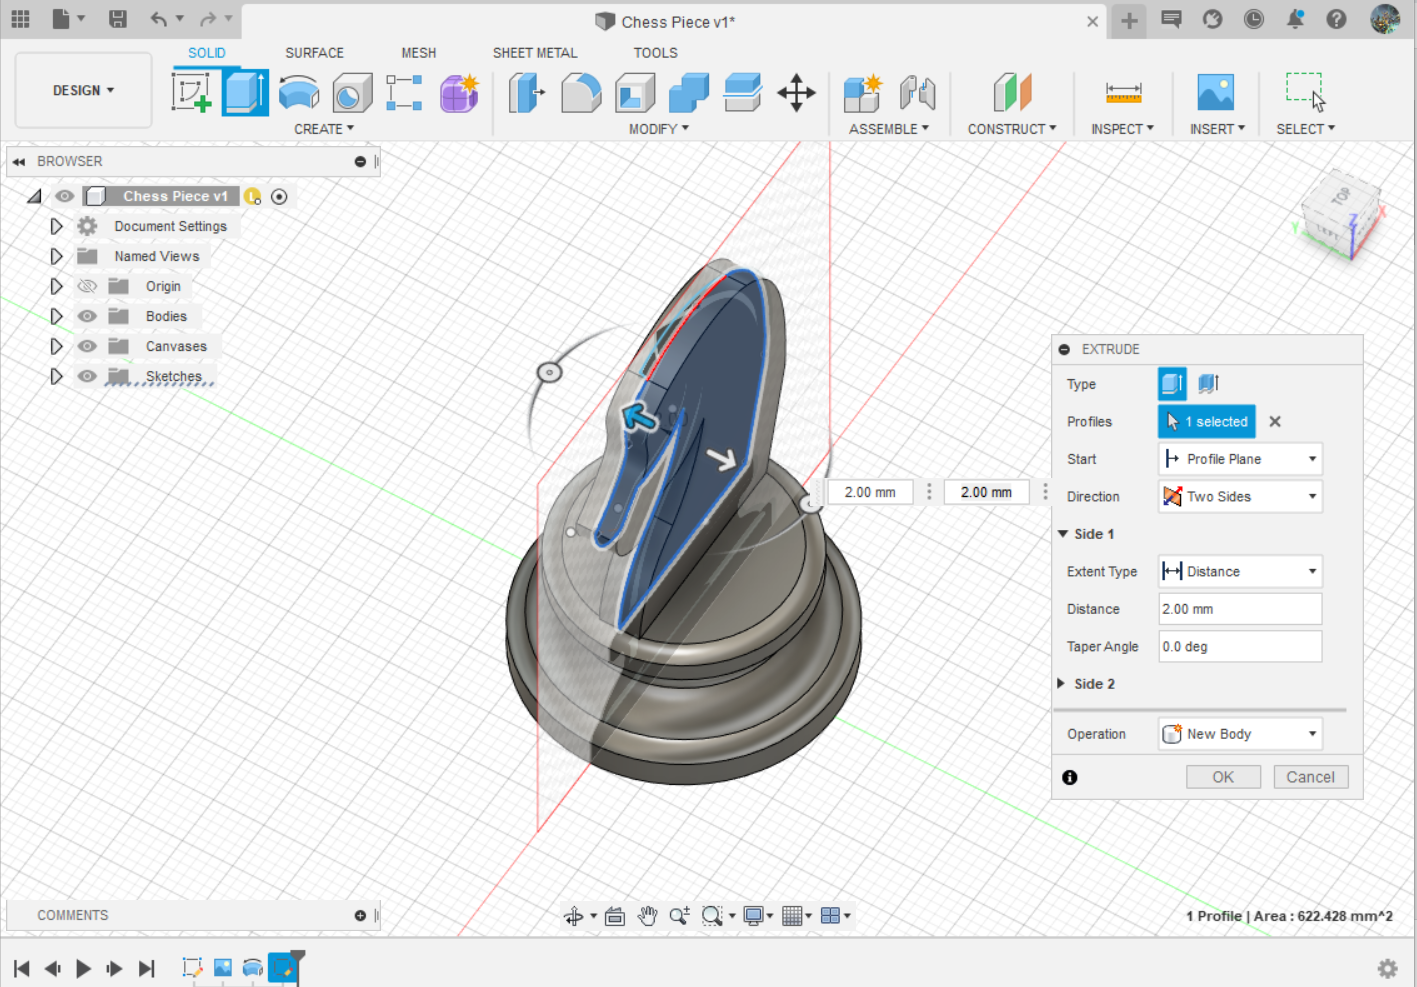 Chess Piece v1*
SOLID SURFACE MESH SHEET METAL TOOLS
DESIGN
CREATE MODIFY ASSEMBLE CONSTRUCT INSPECT INSERT SELECT
BROWSER
Chess Piece v1
Document Settings
Named Views
Origin
Bodies
Canvases
Sketches
TOP
LEFT
Z
X
Y
2.00 mm 2.00 mm
EXTRUDE
Type
Profiles 1 selected
Start Profile Plane
Direction Two Sides
Side 1
Extent Type Distance
Distance 2.00 mm
Taper Angle 0.0 deg
Side 2
Operation New Body
OK Cancel
COMMENTS
1 Profile | Area : 622.428 mm^2